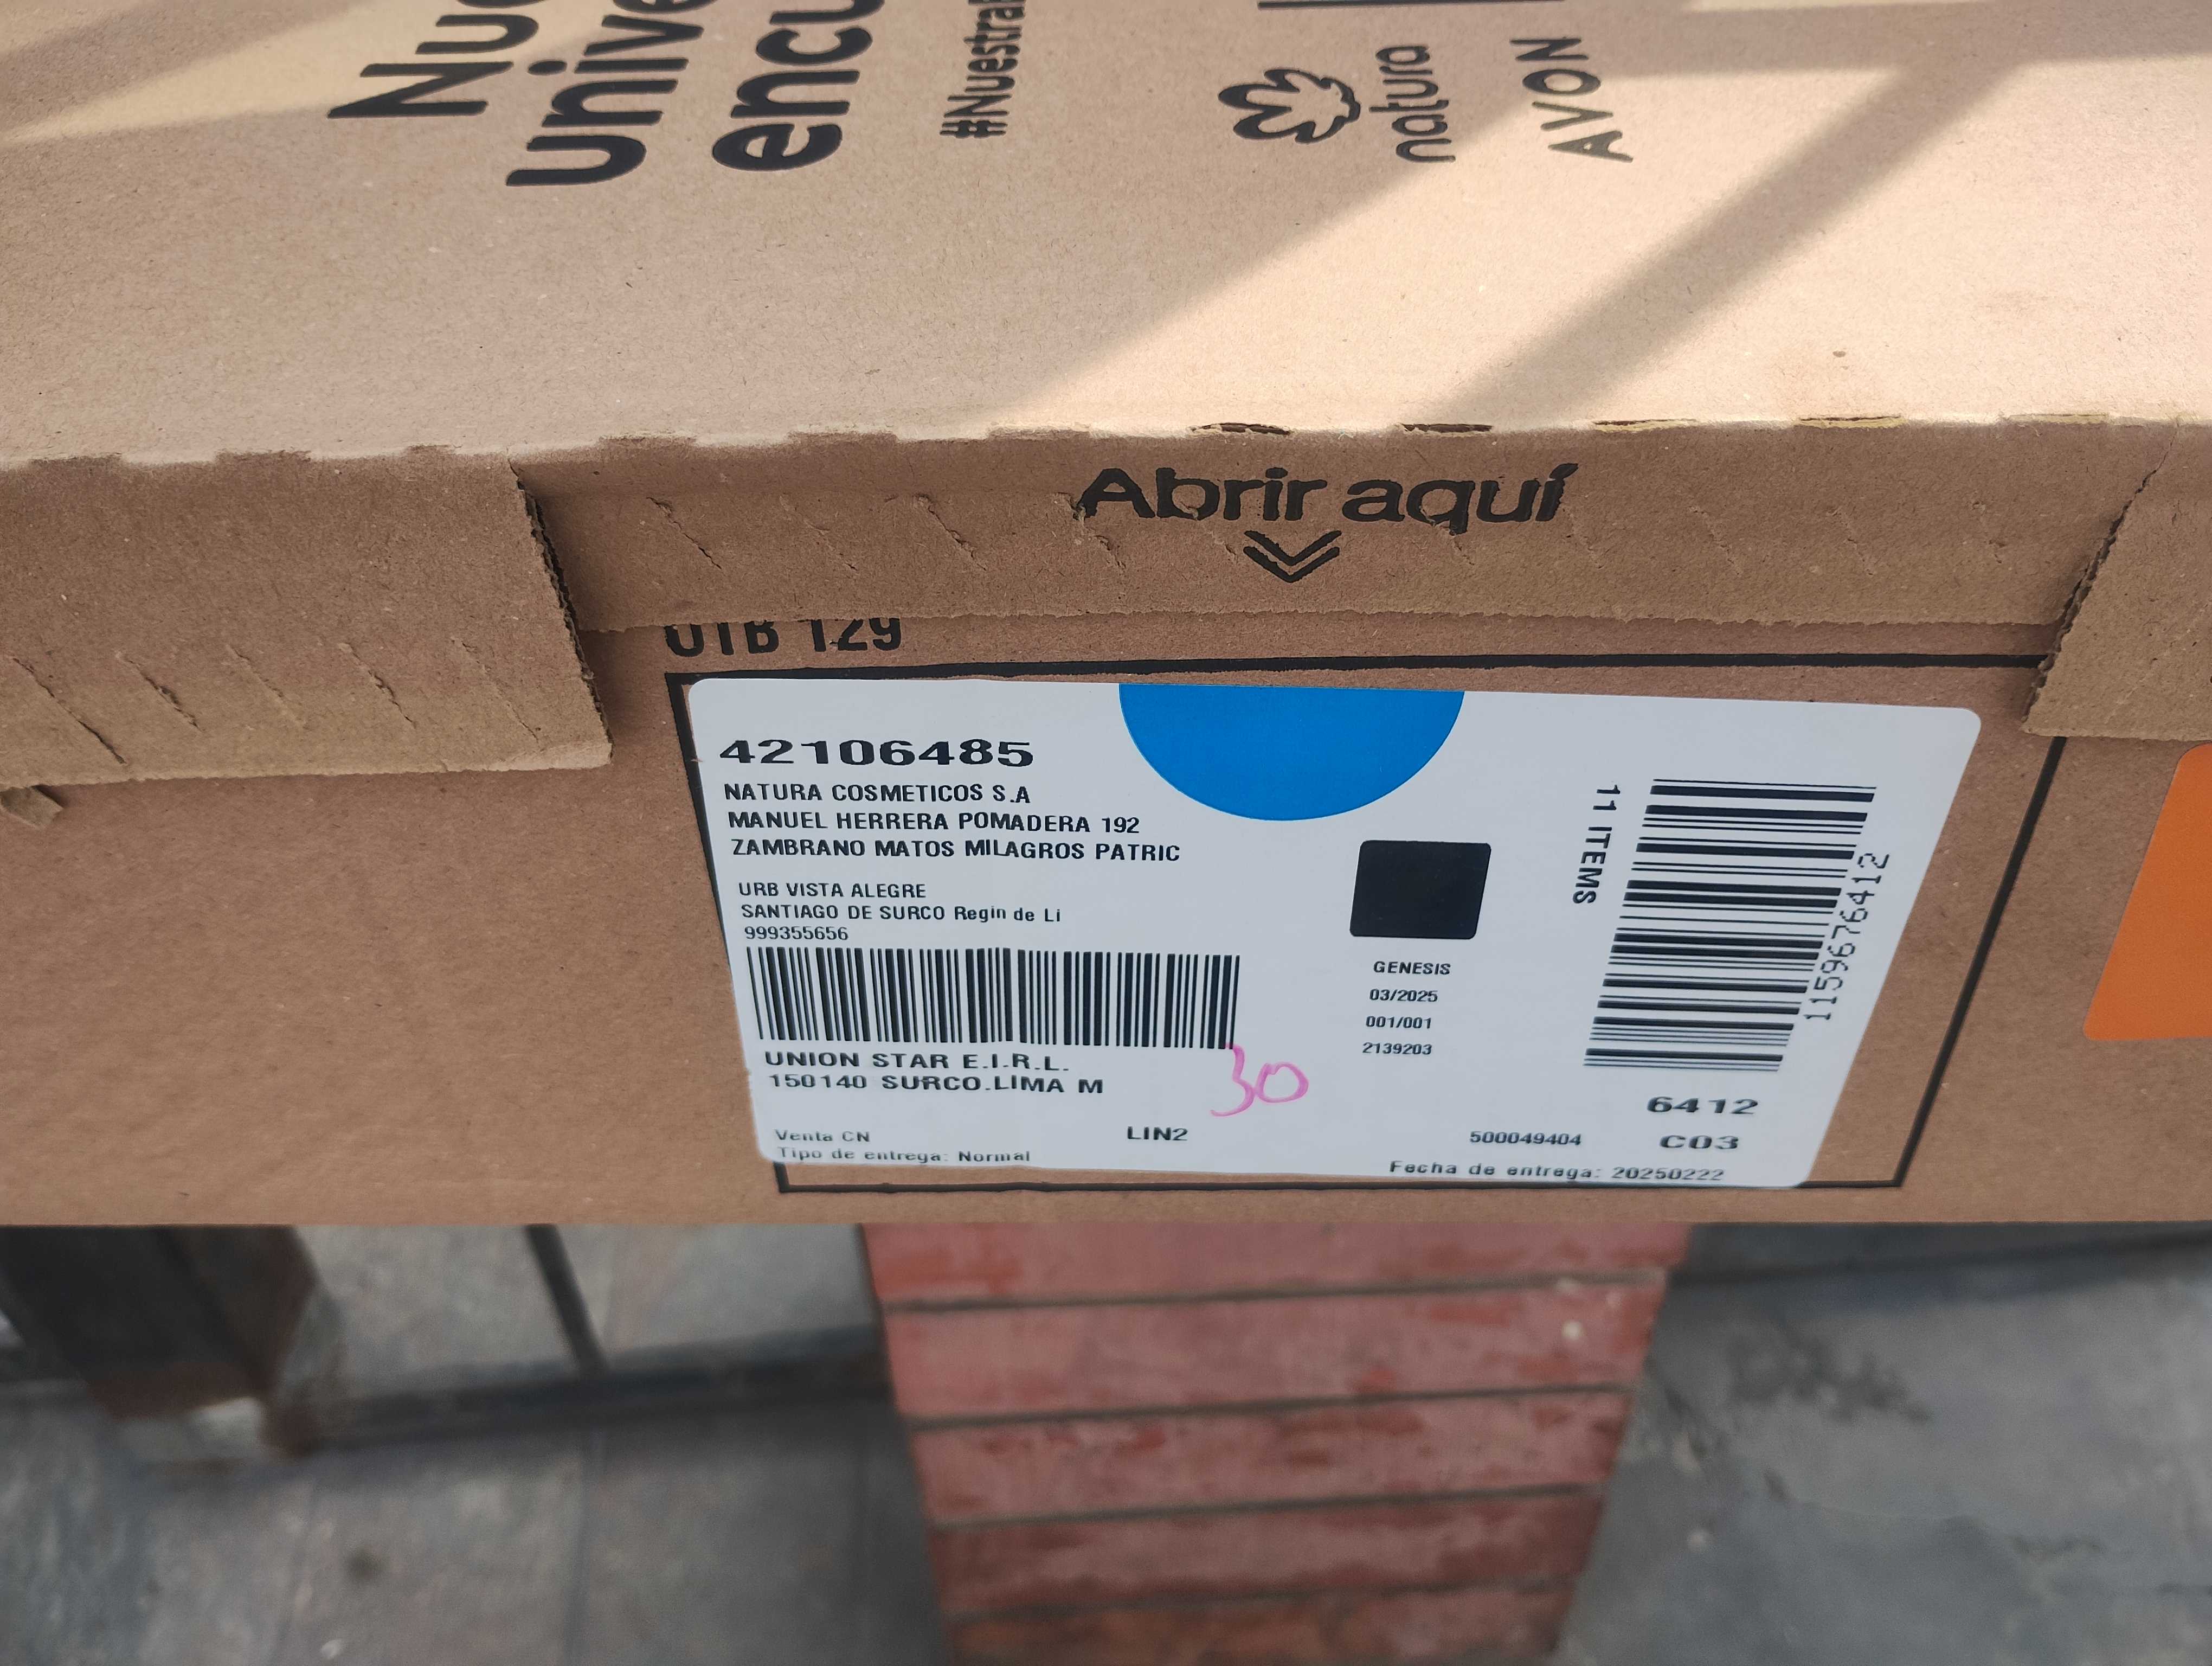 #Nuestra
natura
AVON
Abrir aquí
UTB 129
42106485
NATURA COSMETICOS S.A
MANUEL HERRERA POMADERA 192
ZAMBRANO MATOS MILAGROS PATRIC
URB VISTA ALEGRE
SANTIAGO DE SURCO Regin de Li
999355656
UNION STAR E.I.R.L.
150140 SURCO.LIMA M
30
Venta CN
LIN2
Tipo de entrega: Normal
GENESIS
03/2025
001/001
2139203
11 ITEMS
1159676412
6412
500049404
C03
Fecha de entrega: 20250222